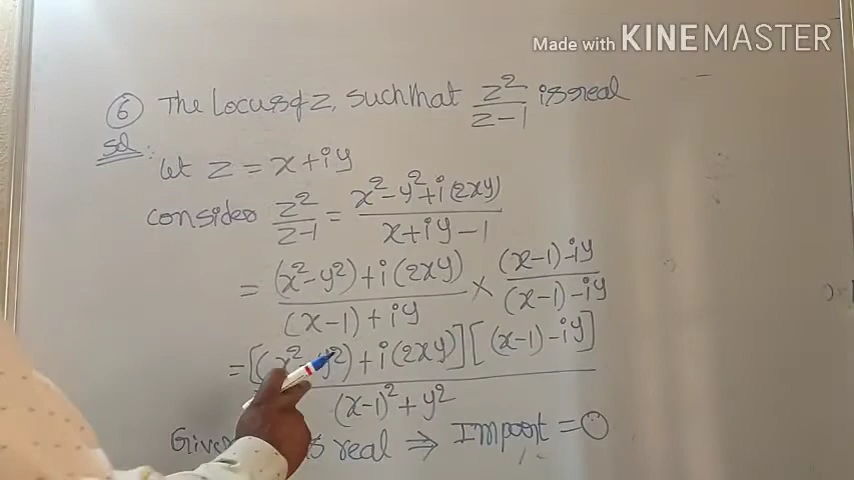 Made with KINEMASTER
6 The Locus of z, such that z²/z-1 is real
Sol:
Let z = x+iy
consider z²/z-1 = x²-y²+i(2xy)/x+iy-1
= (x²-y²)+i(2xy)/(x-1)+iy × (x-1)-iy/(x-1)-iy
= [(x²-y²)+i(2xy)][(x-1)-iy]/(x-1)²+y²
real ⇒ Im part = 0